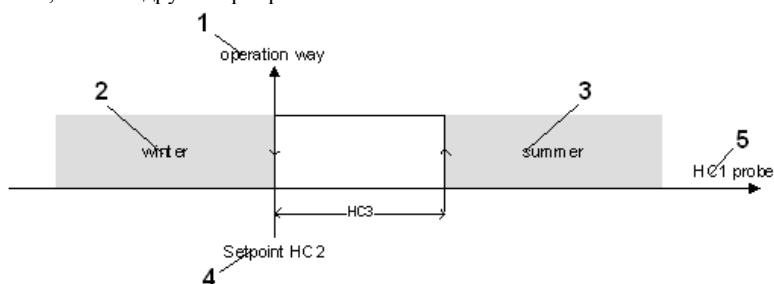 1
operation way
2
3
winter
summer
5
HC1 probe
HC3
Setpoint HC2
4